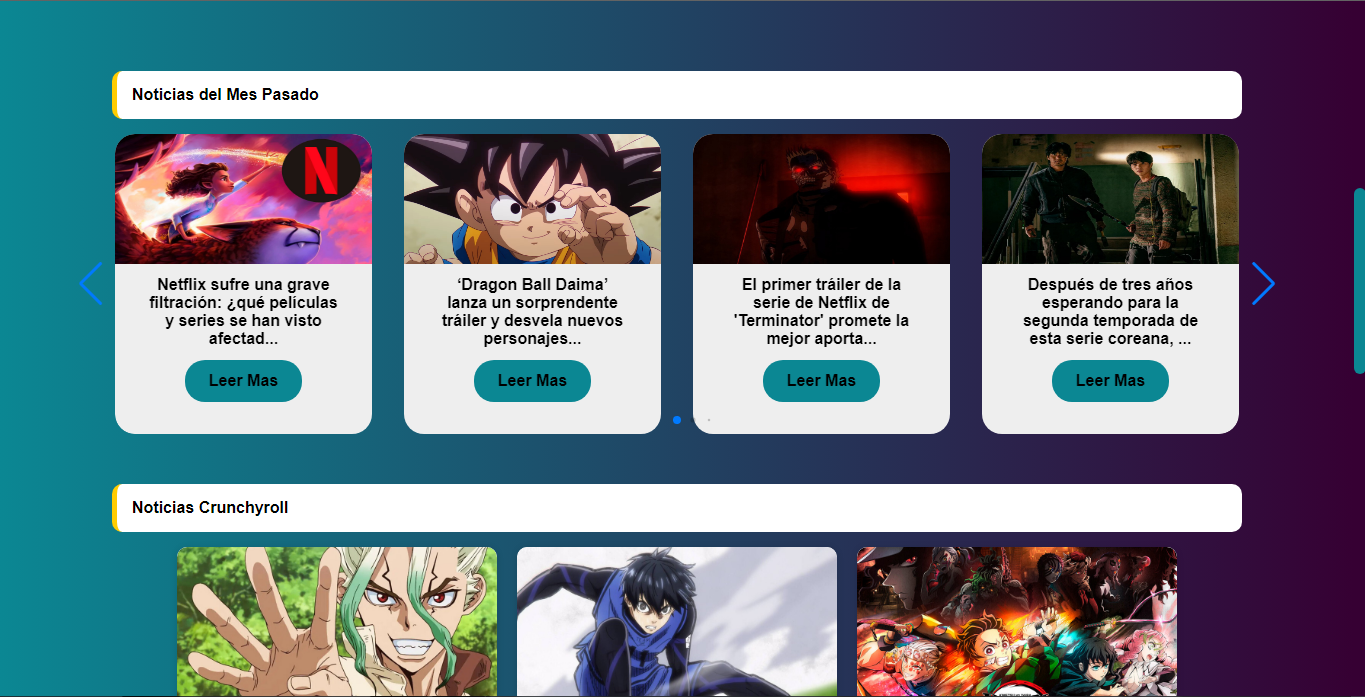 Noticias del Mes Pasado
N
Netflix sufre una grave
filtración: ¿qué películas
y series se han visto
afectad...
Leer Mas
‘Dragon Ball Daima’
lanza un sorprendente
tráiler y desvela nuevos
personajes...
Leer Mas
El primer tráiler de la
serie de Netflix de
'Terminator' promete la
mejor aporta...
Leer Mas
Después de tres años
esperando para la
segunda temporada de
esta serie coreana, ...
Leer Mas
Noticias Crunchyroll